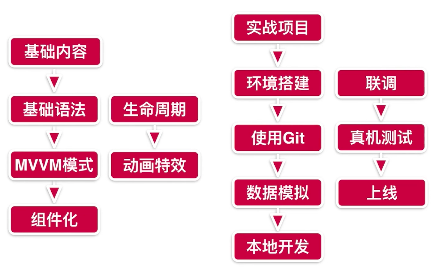 基础内容
基础语法
MVVM模式
组件化
生命周期
动画特效
实战项目
环境搭建
使用Git
数据模拟
本地开发
联调
真机测试
上线